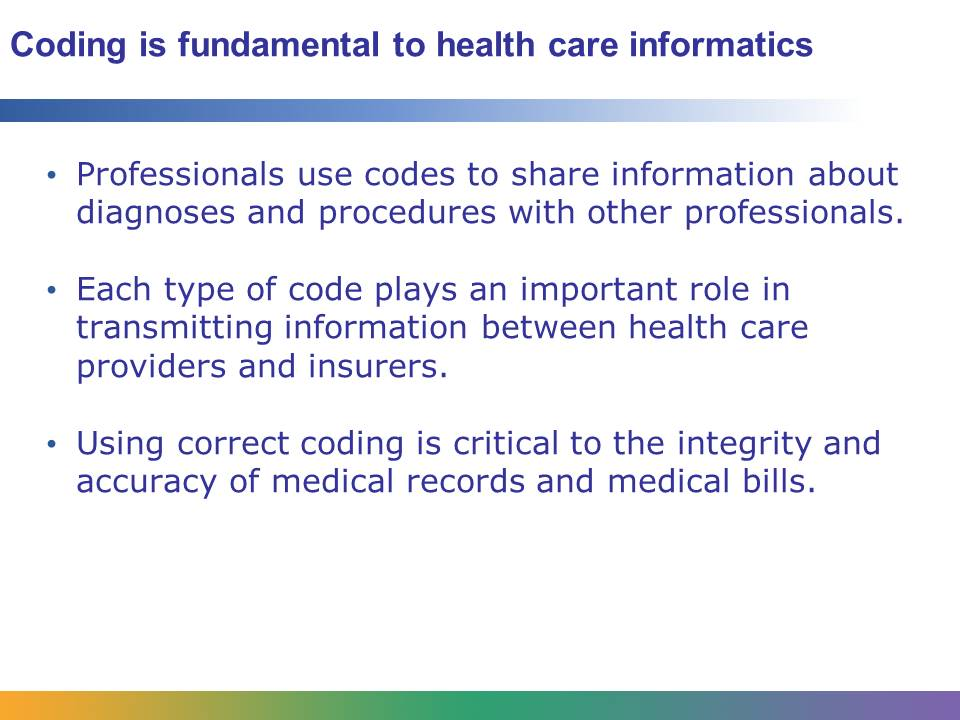 Coding is fundamental to health care informatics
• Professionals use codes to share information about
diagnoses and procedures with other professionals.
• Each type of code plays an important role in
transmitting information between health care
providers and insurers.
• Using correct coding is critical to the integrity and
accuracy of medical records and medical bills.